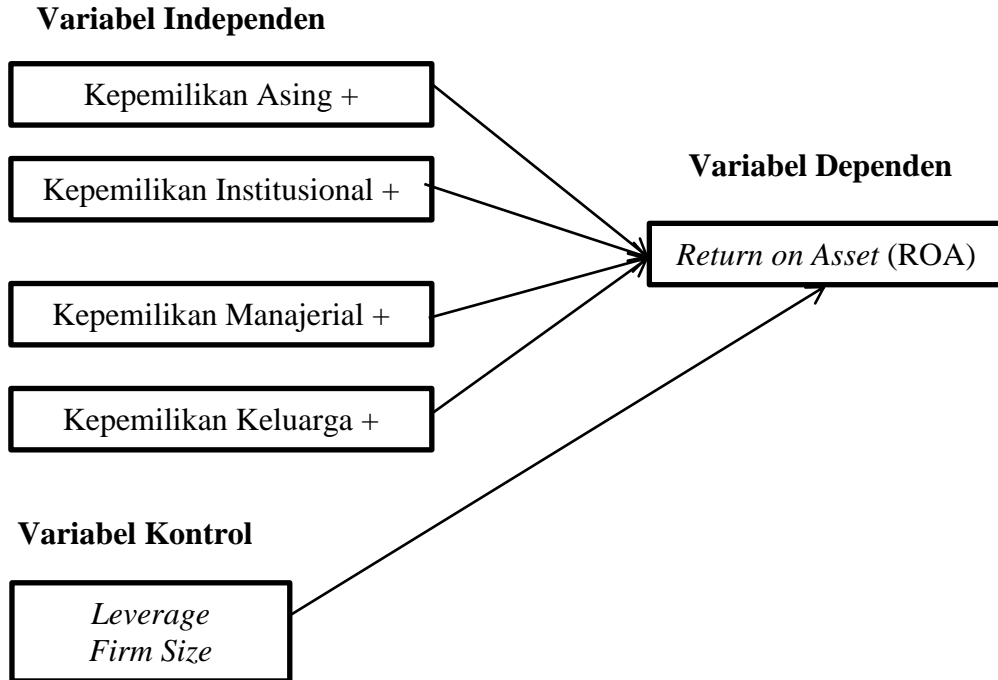 Variabel Independen
Kepemilikan Asing +
Kepemilikan Institusional +
Kepemilikan Manajerial +
Kepemilikan Keluarga +
Variabel Dependen
Return on Asset (ROA)
Variabel Kontrol
Leverage
Firm Size